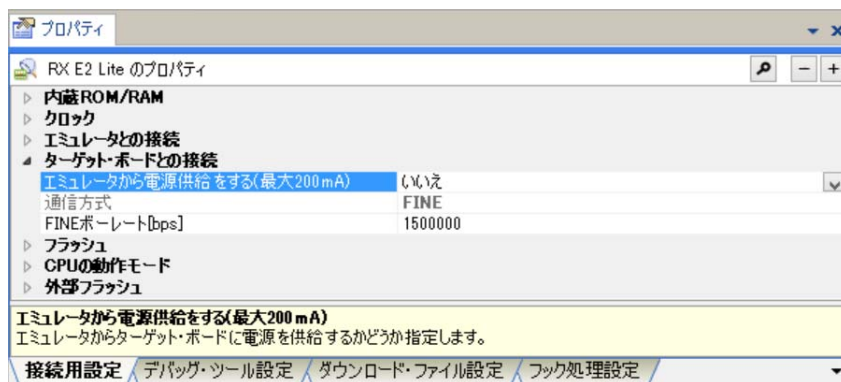 プロパティ
RX E2 Lite のプロパティ
内蔵ROM/RAM
クロック
エミュレータとの接続
ターゲット・ボードとの接続
エミュレータから電源供給をする(最大200mA) いいえ
通信方式 FINE
FINEボーレート[bps] 1500000
フラッシュ
CPUの動作モード
外部フラッシュ
エミュレータから電源供給をする(最大200mA)
エミュレータからターゲット・ボードに電源を供給するかどうか指定します。
接続用設定 デバッグ・ツール設定 ダウンロード・ファイル設定 フック処理設定